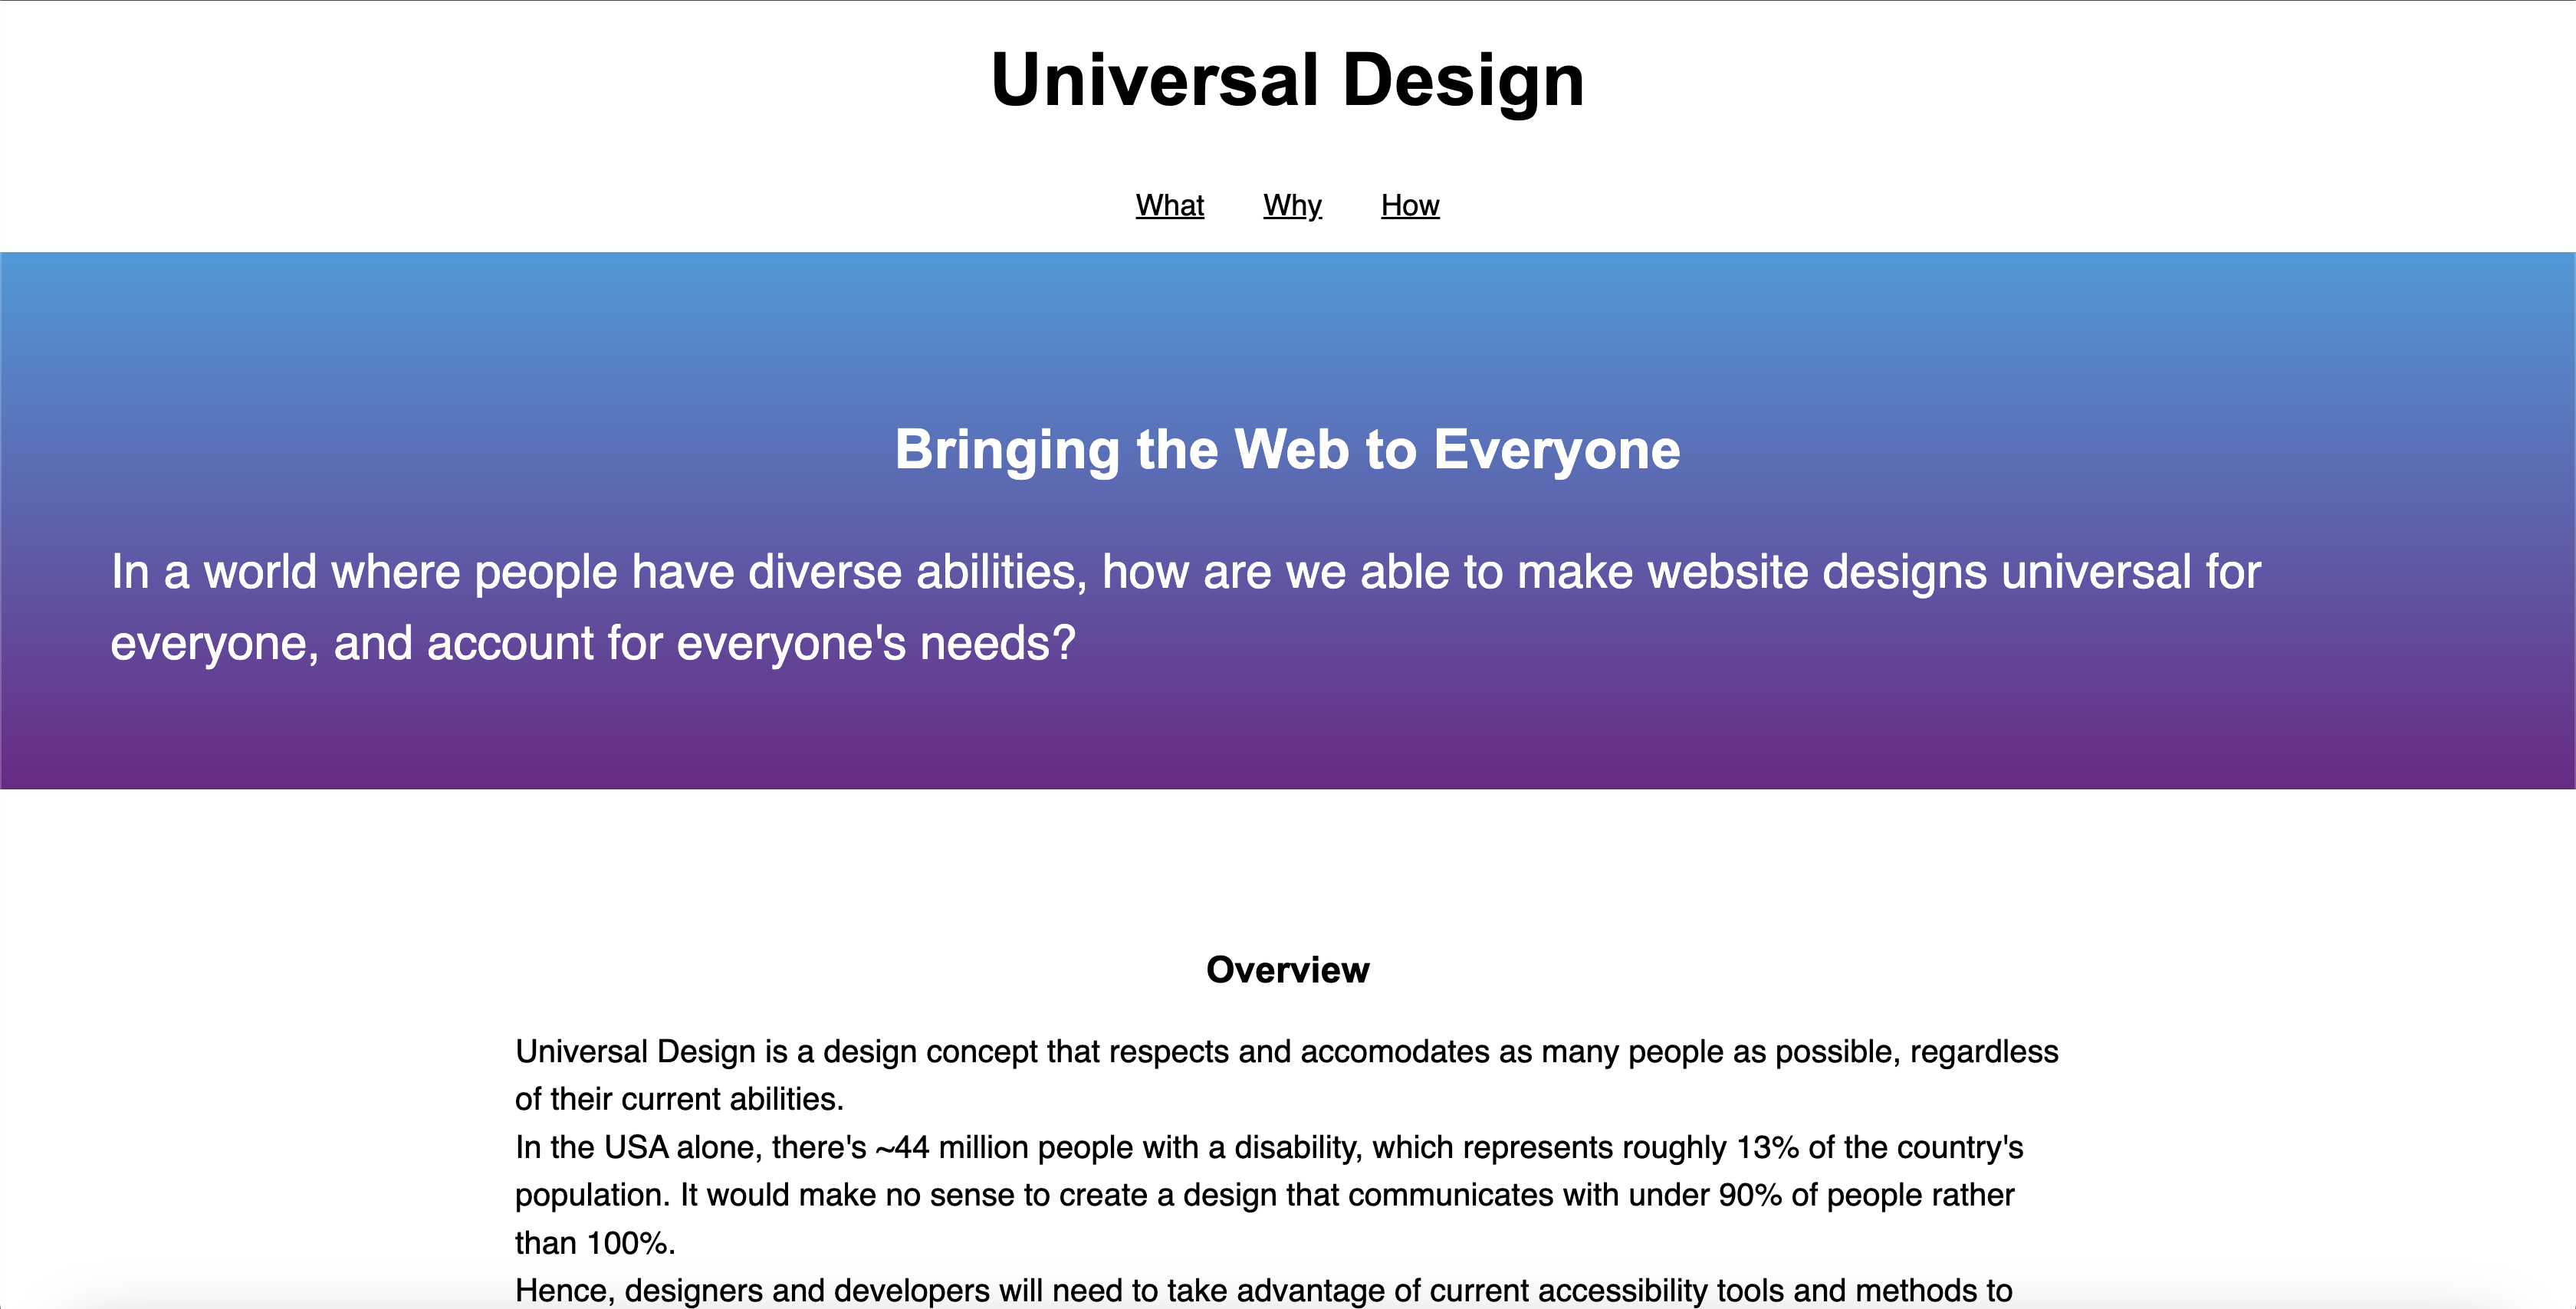 Universal Design
What Why How
Bringing the Web to Everyone
In a world where people have diverse abilities, how are we able to make website designs universal for
everyone, and account for everyone's needs?
Overview
Universal Design is a design concept that respects and accomodates as many people as possible, regardless
of their current abilities.
In the USA alone, there's ~44 million people with a disability, which represents roughly 13% of the country's
population. It would make no sense to create a design that communicates with under 90% of people rather
than 100%.
Hence, designers and developers will need to take advantage of current accessibility tools and methods to